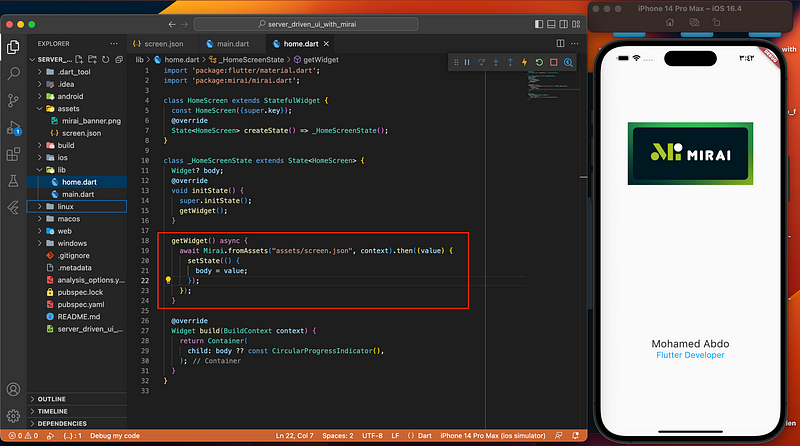 server_driven_ui_with_mirai
EXPLORER
SERVER_...
.dart_tool
.idea
android
assets
mirai_banner.png
screen.json
build
ios
lib
home.dart
main.dart
linux
macos
web
windows
.gitignore
.metadata
analysis_options.y...
pubspec.lock
pubspec.yaml
README.md
server_driven_ui_...
OUTLINE
TIMELINE
DEPENDENCIES
screen.json
main.dart
home.dart
lib > home.dart > _HomeScreenState > getWidget
1 import 'package:flutter/material.dart';
2 import 'package:mirai/mirai.dart';
3
4 class HomeScreen extends StatefulWidget {
5 const HomeScreen({super.key});
6 @override
7 State<HomeScreen> createState() => _HomeScreenState();
8 }
9
10 class _HomeScreenState extends State<HomeScreen> {
11 Widget? body;
12 @override
13 void initState() {
14 super.initState();
15 getWidget();
16 }
17
18 getWidget() async {
19 await Mirai.fromAssets("assets/screen.json", context).then((value) {
20 setState(() {
21 body = value;
22 });
23 });
24 }
25
26 @override
27 Widget build(BuildContext context) {
28 return Container(
29 child: body ?? const CircularProgressIndicator(),
30 ); // Container
31 }
32 }
33
0 0 1 Debug my code
Ln 22, Col 7 Spaces: 2 UTF-8 LF {} Dart iPhone 14 Pro Max (ios simulator)
iPhone 14 Pro Max – iOS 16.4
٣:٤٢
MIRAI
Mohamed Abdo
Flutter Developer